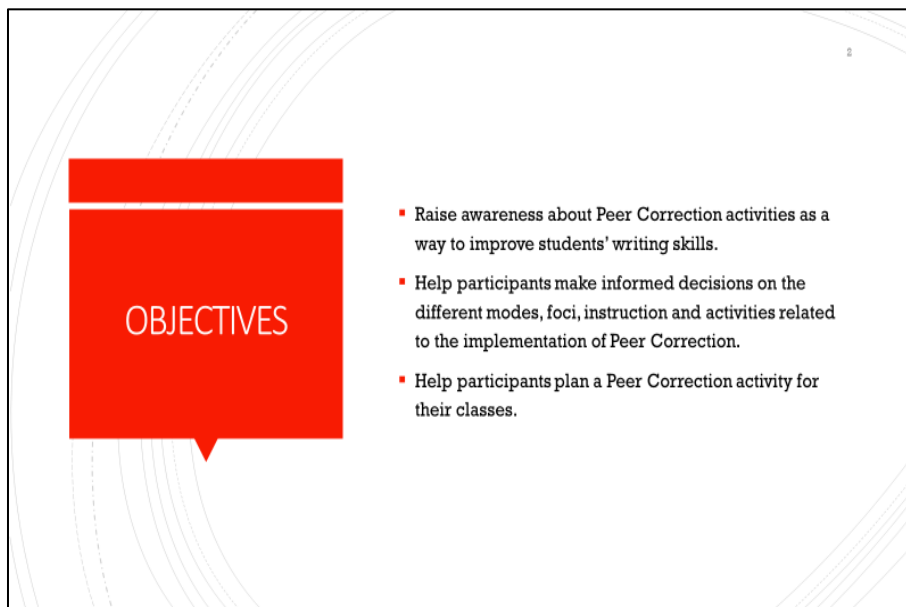 OBJECTIVES
▪ Raise awareness about Peer Correction activities as a
way to improve students' writing skills.
▪ Help participants make informed decisions on the
different modes, foci, instruction and activities related
to the implementation of Peer Correction.
▪ Help participants plan a Peer Correction activity for
their classes.